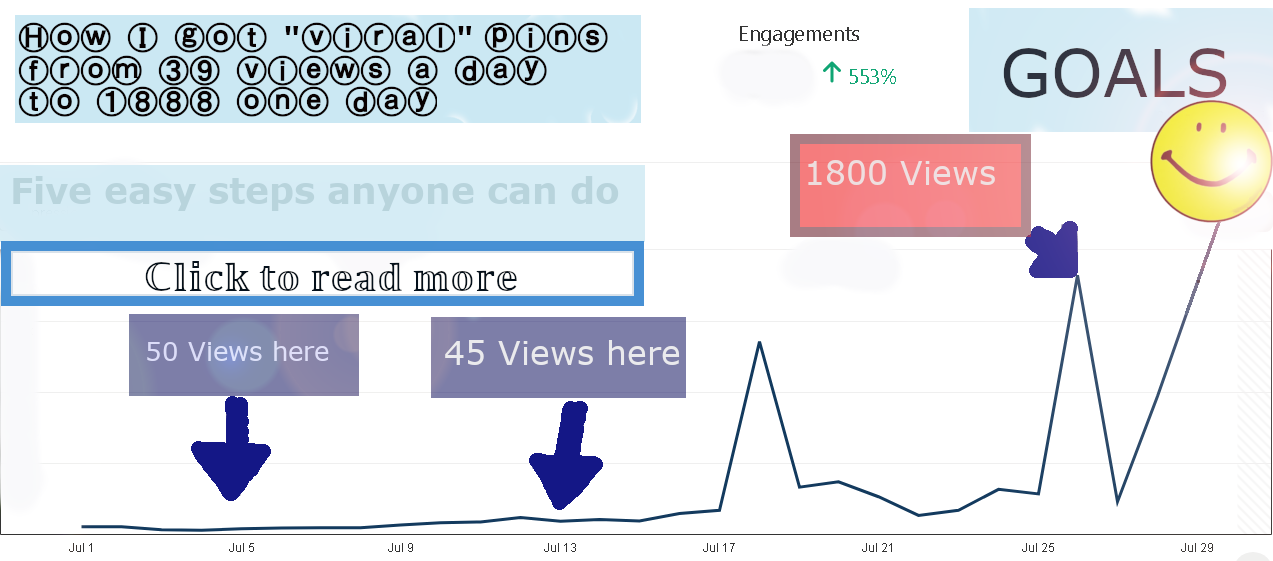 How I got "viral" pins
from 39 views a day
to 1888 one day
Engagements
↑ 553%
GOALS
1800 Views
Five easy steps anyone can do
Click to read more
50 Views here
45 Views here
Jul 1 Jul 5 Jul 9 Jul 13 Jul 17 Jul 21 Jul 25 Jul 29